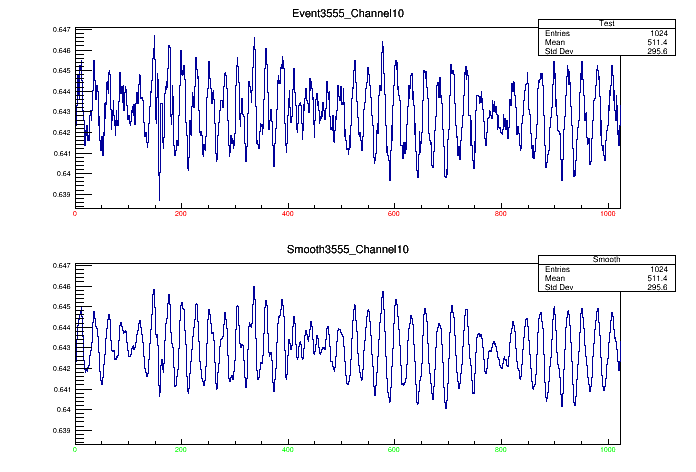 Event3555_Channel10
Test
Entries 1024
Mean 511.4
Std Dev 295.6
0.647
0.646
0.645
0.644
0.643
0.642
0.641
0.64
0.639
0 200 400 600 800 1000
Smooth3555_Channel10
Smooth
Entries 1024
Mean 511.4
Std Dev 295.6
0.647
0.646
0.645
0.644
0.643
0.642
0.641
0.64
0.639
0 200 400 600 800 1000